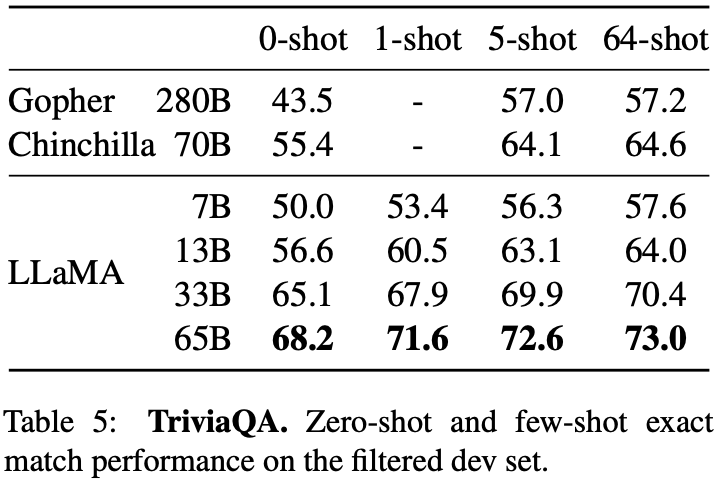 0-shot 1-shot 5-shot 64-shot
Gopher 280B 43.5 - 57.0 57.2
Chinchilla 70B 55.4 - 64.1 64.6
7B 50.0 53.4 56.3 57.6
13B 56.6 60.5 63.1 64.0
LLaMA
33B 65.1 67.9 69.9 70.4
65B 68.2 71.6 72.6 73.0
Table 5: TriviaQA. Zero-shot and few-shot exact
match performance on the filtered dev set.